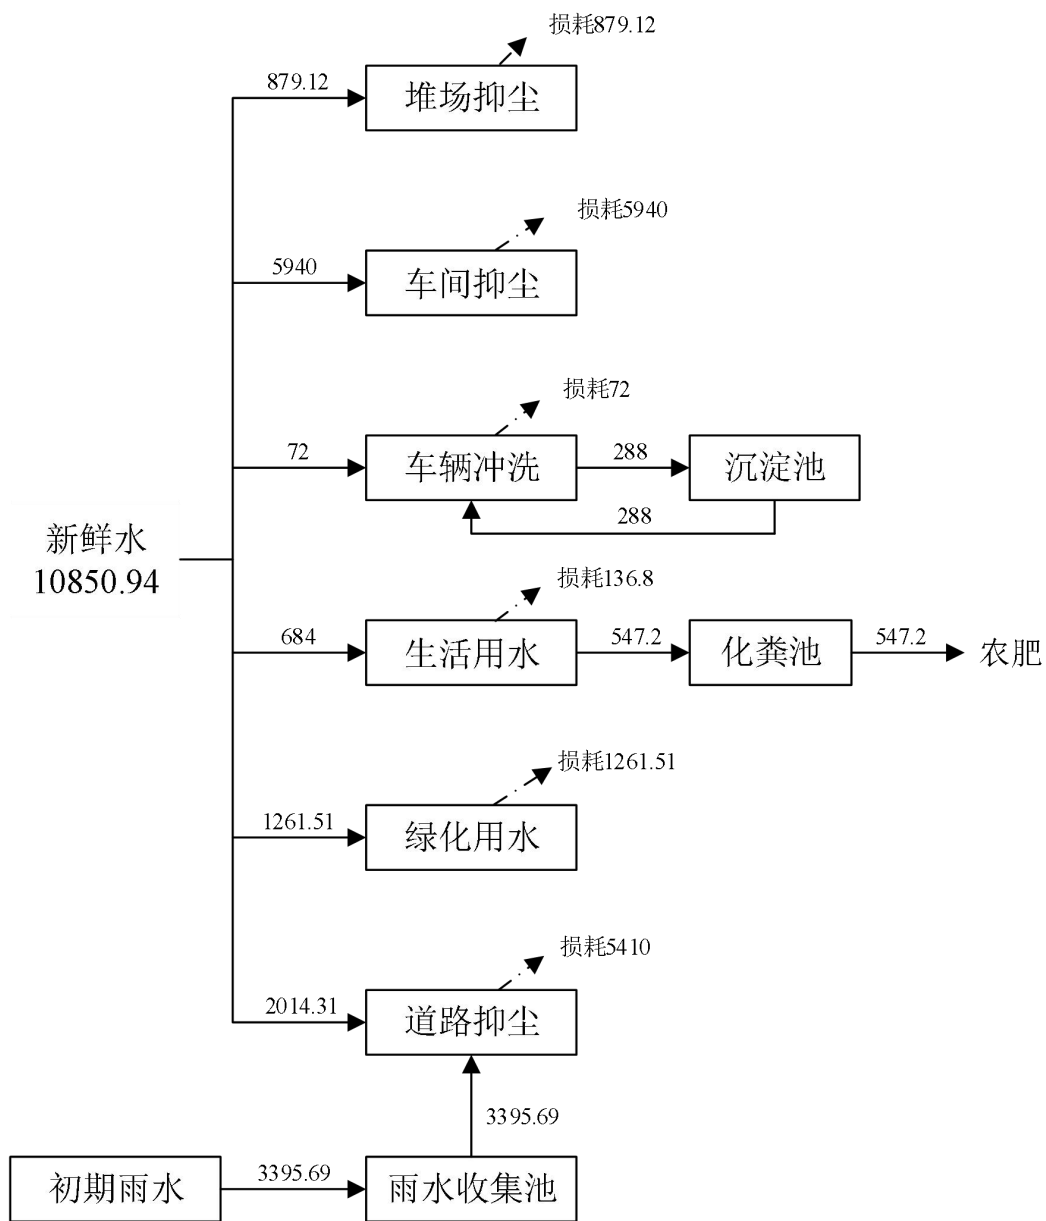 损耗879.12
879.12
堆场抑尘
损耗5940
5940
车间抑尘
损耗72
72
车辆冲洗
288
沉淀池
288
新鲜水
10850.94
损耗136.8
684
生活用水
547.2
化粪池
547.2
农肥
损耗1261.51
1261.51
绿化用水
损耗5410
2014.31
道路抑尘
3395.69
初期雨水
3395.69
雨水收集池